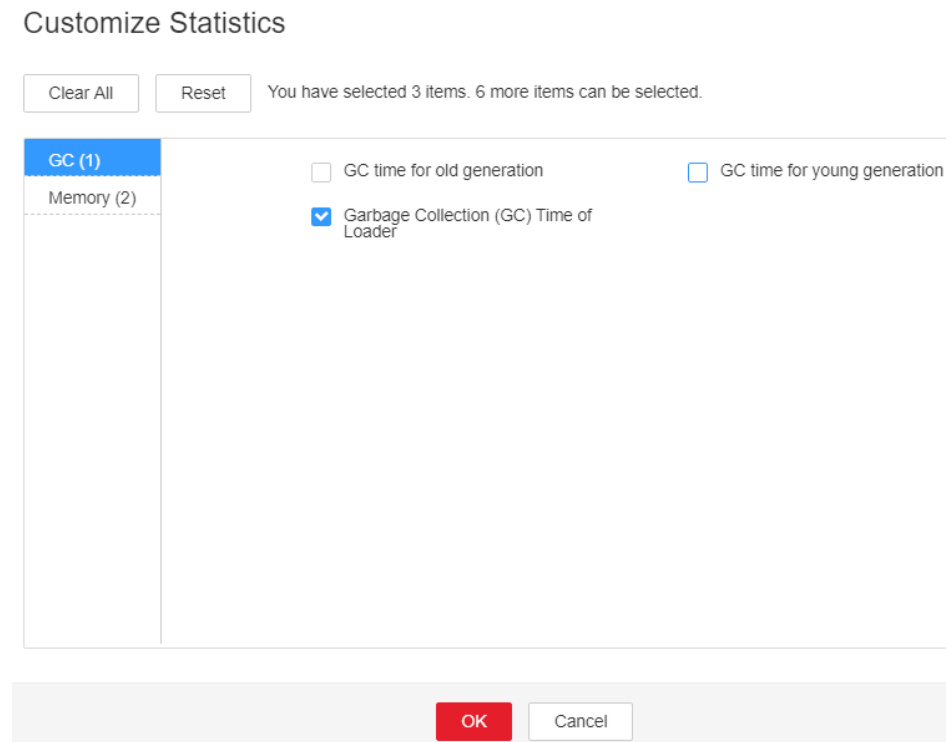 Customize Statistics
Clear All
Reset
You have selected 3 items. 6 more items can be selected.
GC (1)
Memory (2)
GC time for old generation
GC time for young generation
Garbage Collection (GC) Time of
Loader
OK
Cancel